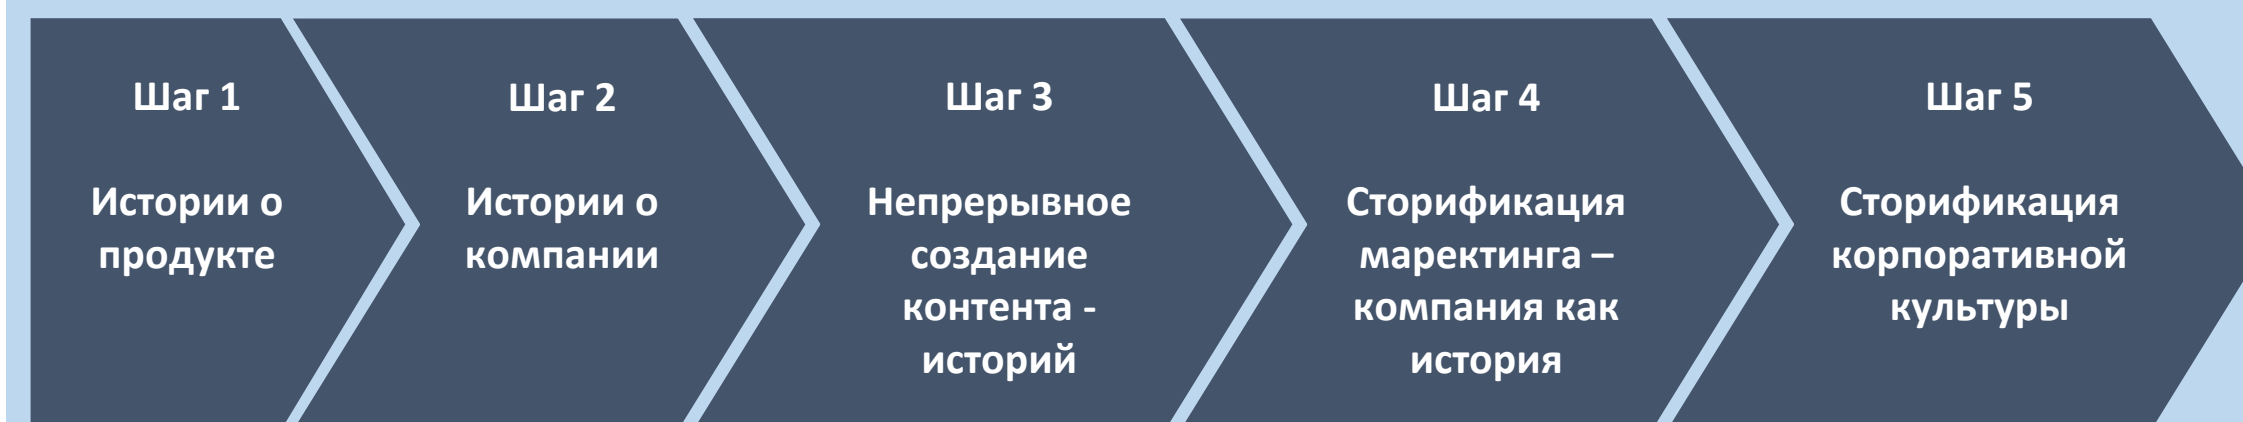 Шаг 1
Истории о
продукте
Шаг 2
Истории о
компании
Шаг 3
Непрерывное
создание
контента -
историй
Шаг 4
Сторификация
маректинга –
компания как
история
Шаг 5
Сторификация
корпоративной
культуры